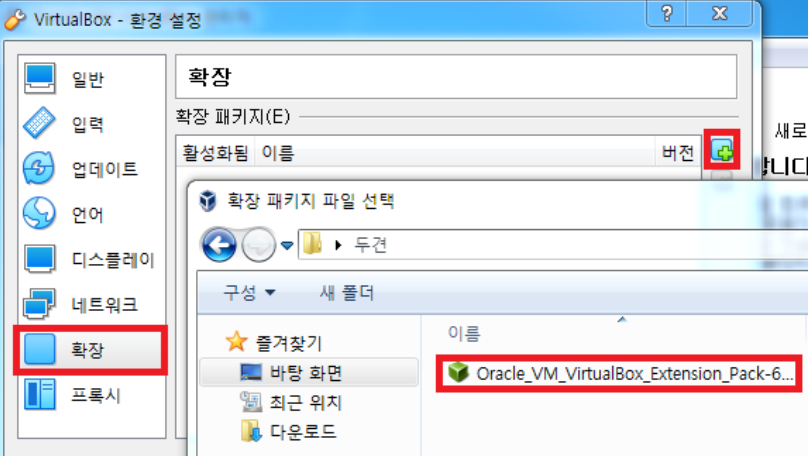 VirtualBox - 환경 설정
?
일반
입력
업데이트
언어
디스플레이
네트워크
확장
프록시
확장
확장 패키지(E)
활성화됨 이름 버전
새로
합니다
확장 패키지 파일 선택
두견
구성 새 폴더
즐겨찾기
바탕 화면
최근 위치
다운로드
이름
Oracle_VM_VirtualBox_Extension_Pack-6...